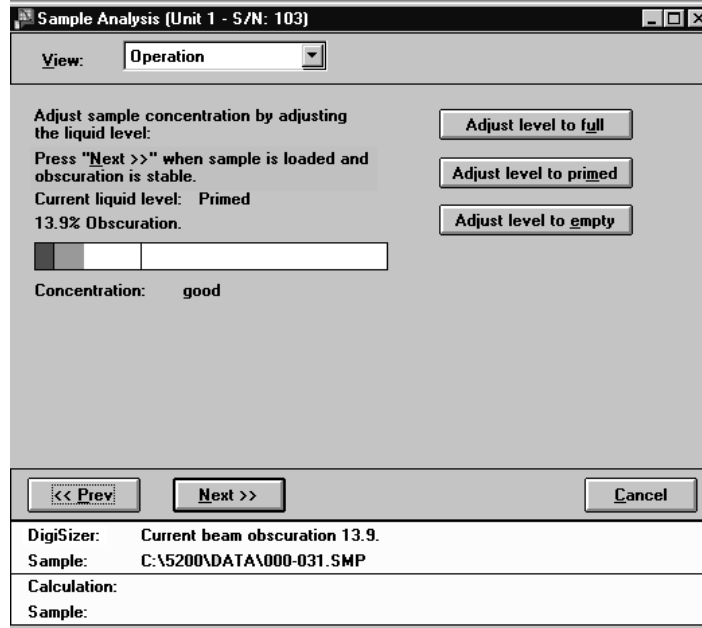 Sample Analysis (Unit 1 - S/N: 103)
View: Operation
Adjust sample concentration by adjusting
the liquid level:
Adjust level to full
Press "Next >>" when sample is loaded and
obscuration is stable.
Adjust level to primed
Current liquid level: Primed
13.9% Obscuration.
Adjust level to empty
Concentration: good
<< Prev Next >> Cancel
DigiSizer: Current beam obscuration 13.9.
Sample: C:\5200\DATA\000-031.SMP
Calculation:
Sample: